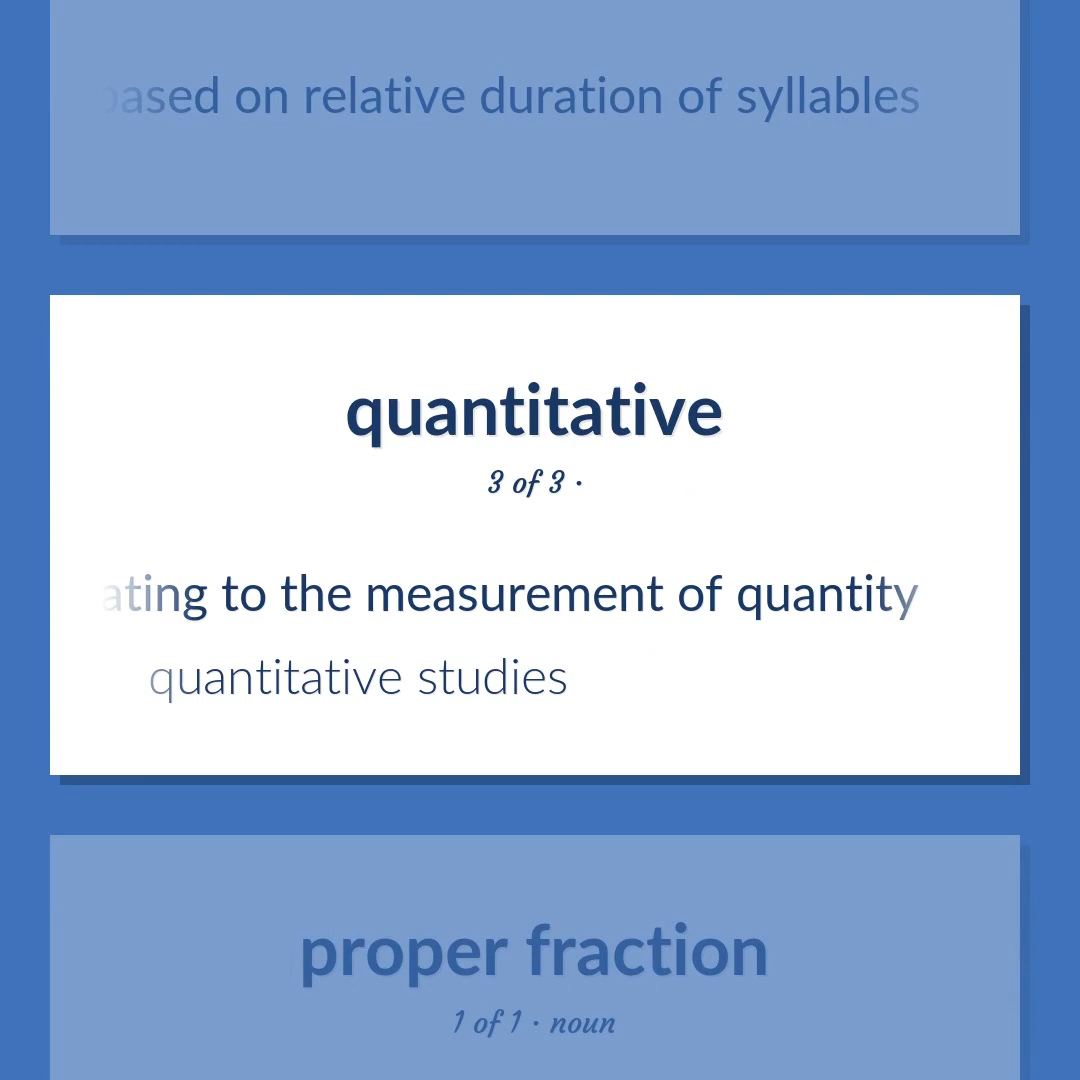 based on relative duration of syllables
quantitative
3 of 3 ·
ating to the measurement of quantity
quantitative studies
proper fraction
1 of 1 · noun